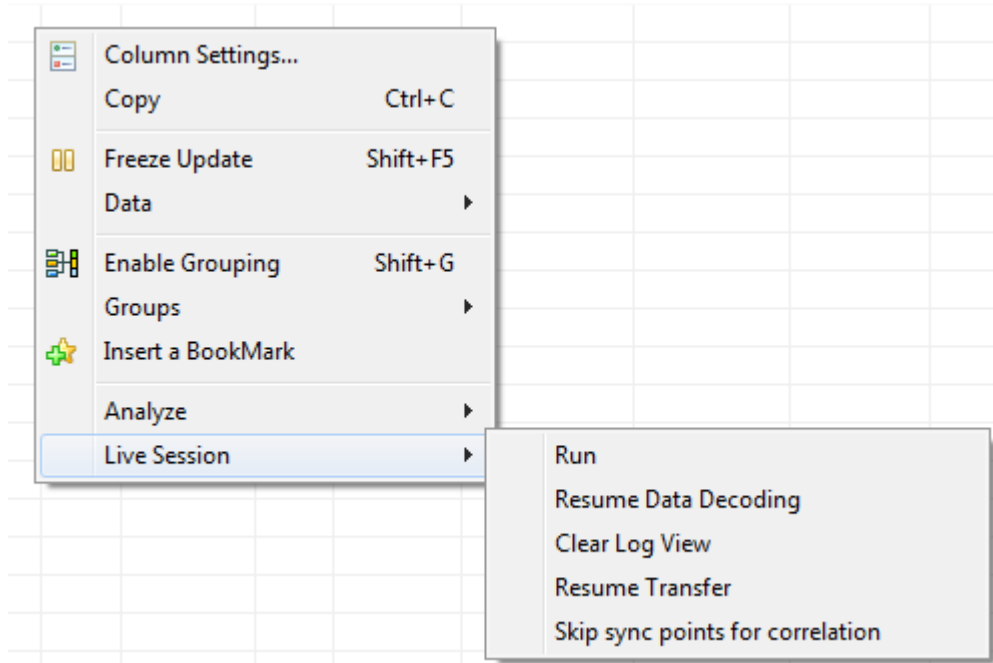 Column Settings...
Copy Ctrl+C
Freeze Update Shift+F5
Data
Enable Grouping Shift+G
Groups
Insert a BookMark
Analyze
Live Session
Run
Resume Data Decoding
Clear Log View
Resume Transfer
Skip sync points for correlation